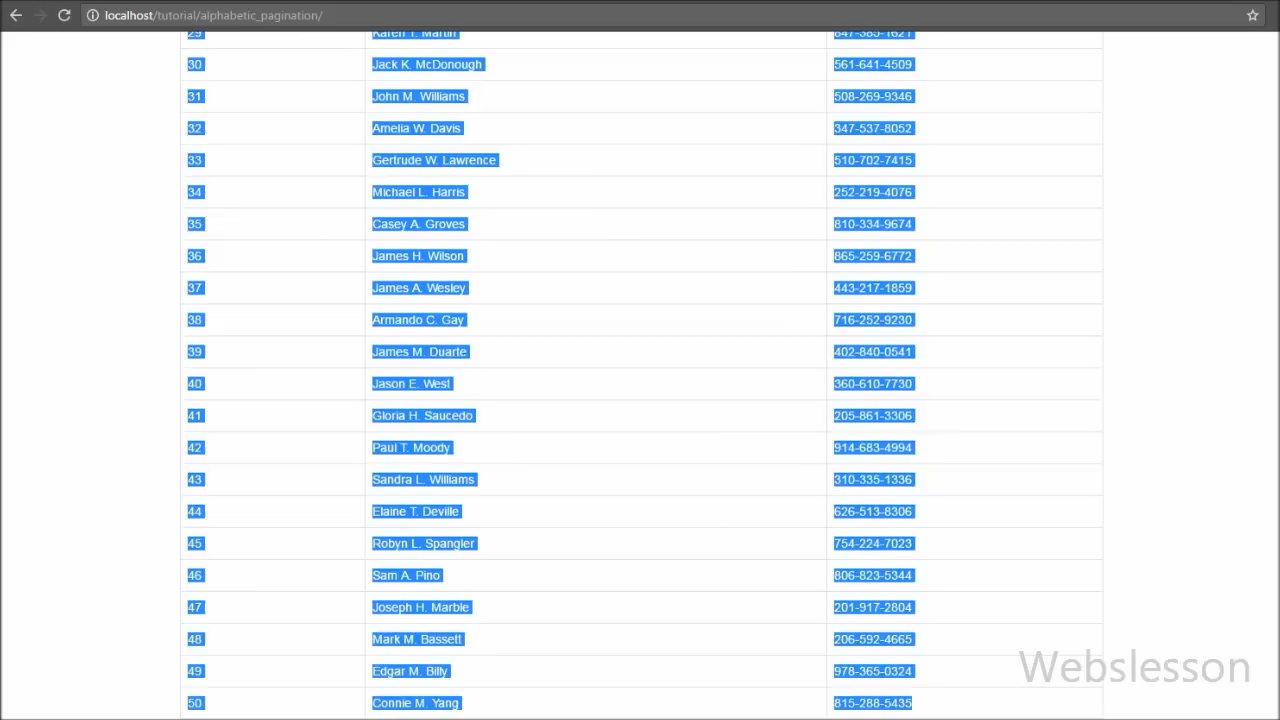 localhost/tutorial/alphabetic_pagination/
29 Karen T. Martin 847-385-1621
30 Jack K. McDonough 561-641-4509
31 John M. Williams 508-269-9346
32 Amelia W. Davis 347-537-8052
33 Gertrude W. Lawrence 510-702-7415
34 Michael L. Harris 252-219-4076
35 Casey A. Groves 810-334-9674
36 James H. Wilson 865-259-6772
37 James A. Wesley 443-217-1859
38 Armando C. Gay 716-252-9230
39 James M. Duarte 402-840-0541
40 Jason E. West 360-610-7730
41 Gloria H. Saucedo 205-861-3306
42 Paul T. Moody 914-683-4994
43 Sandra L. Williams 310-335-1336
44 Elaine T. Deville 626-513-8306
45 Robyn L. Spangler 754-224-7023
46 Sam A. Pino 806-823-5344
47 Joseph H. Marble 201-917-2804
48 Mark M. Bassett 206-592-4665
49 Edgar M. Billy 978-365-0324
Webslesson
50 Connie M. Yang 815-288-5435